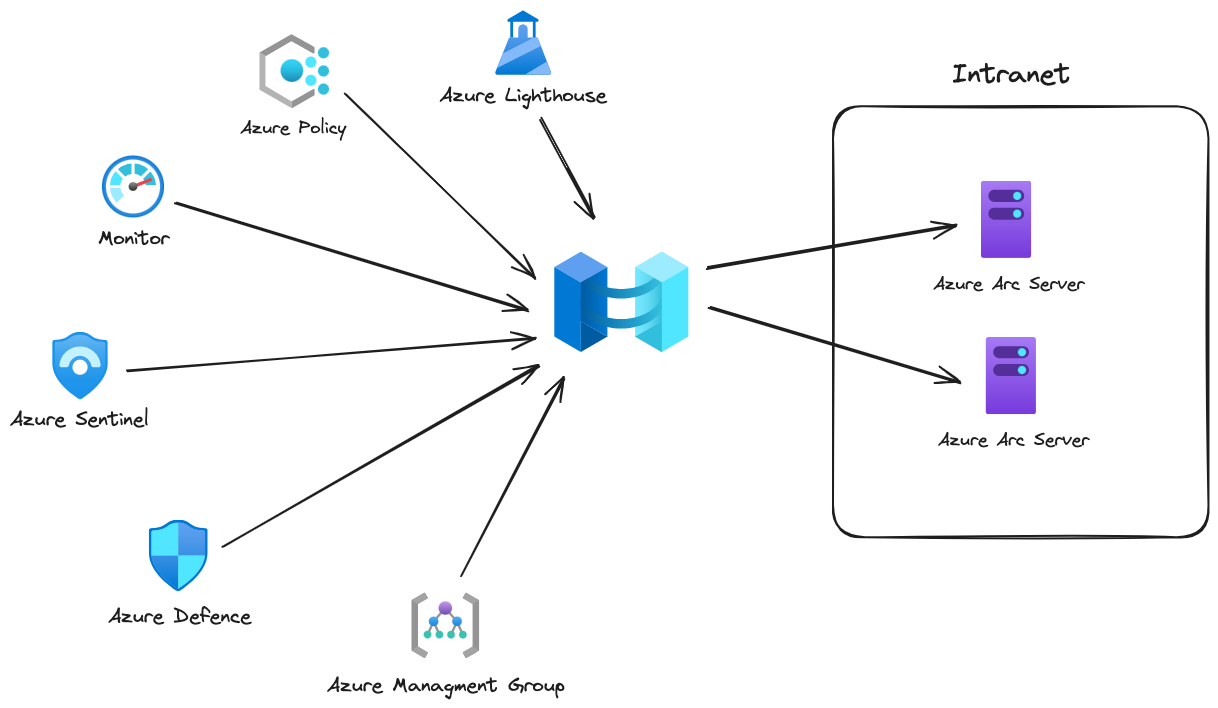 Azure Lighthouse
Intranet
Azure Policy
Monitor
Azure Arc Server
Azure Sentinel
Azure Arc Server
Azure Defence
Azure Managment Group